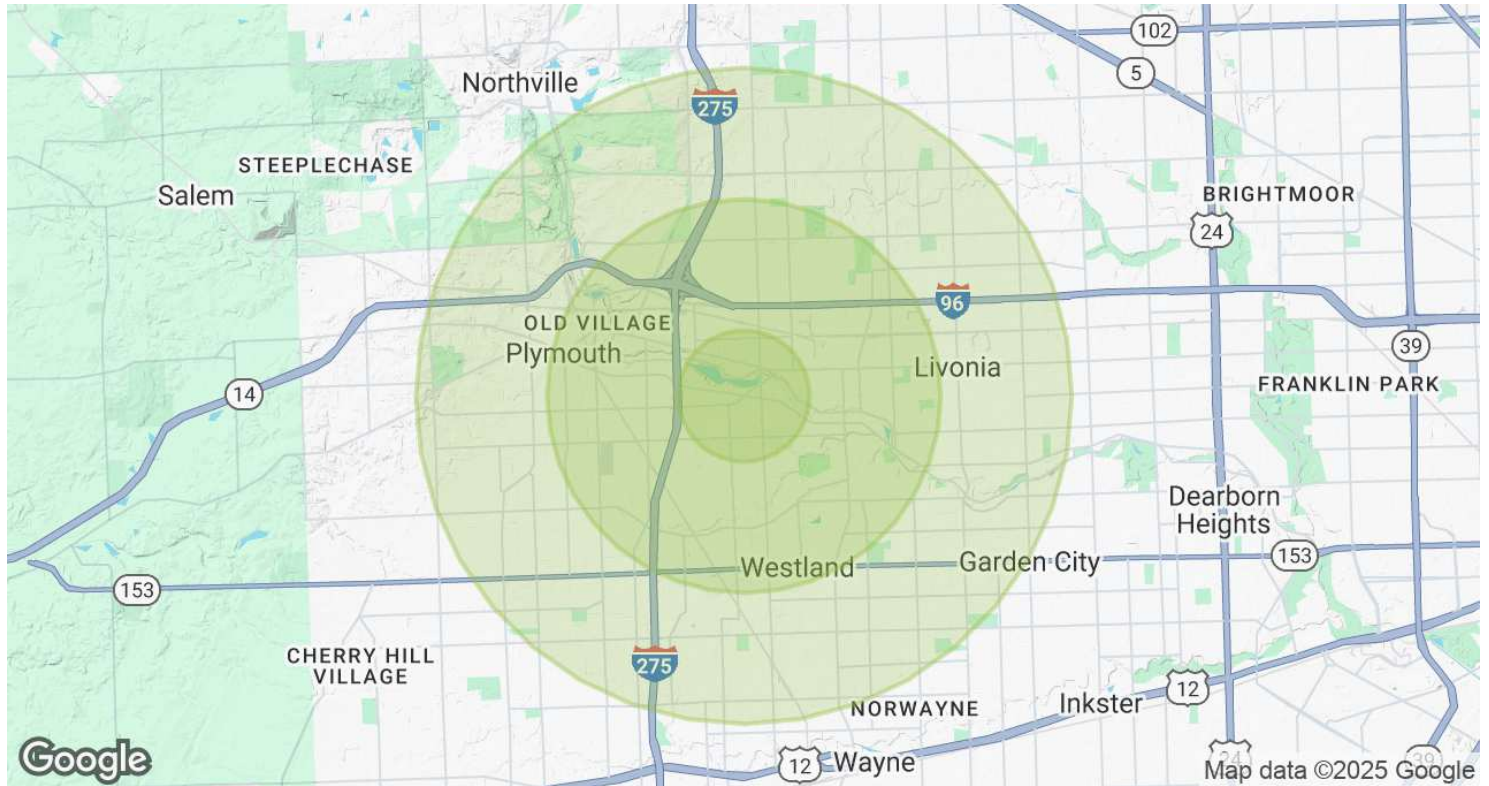 102
5
Northville
275
STEEPLECHASE
Salem
BRIGHTMOOR
24
96
OLD VILLAGE
Plymouth
Livonia
39
FRANKLIN PARK
14
Dearborn
Heights
153
Westland
Garden City
153
CHERRY HILL
VILLAGE
275
12
NORWAYNE
Inkster
Google
12
Wayne
24
39
Map data ©2025 Google